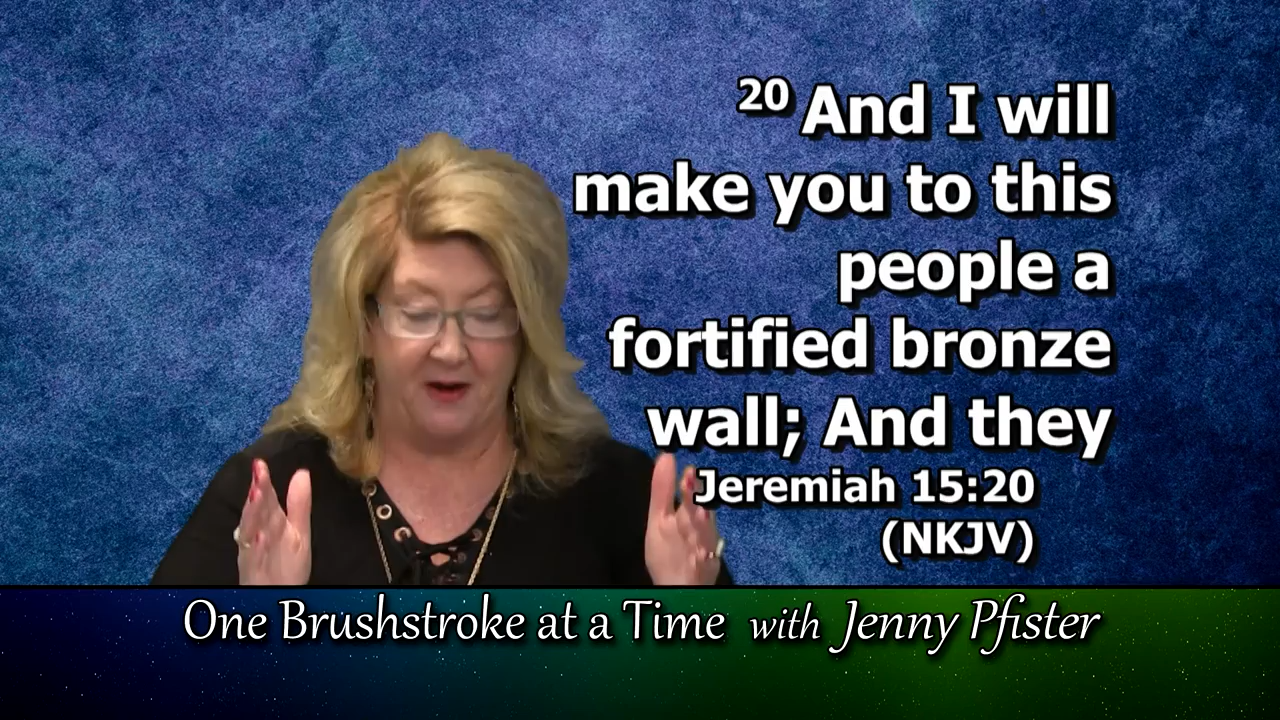 20 And I will
make you to this
people a
fortified bronze
wall; And they
Jeremiah 15:20
(NKJV)
One Brushstroke at a Time with Jenny Pfister